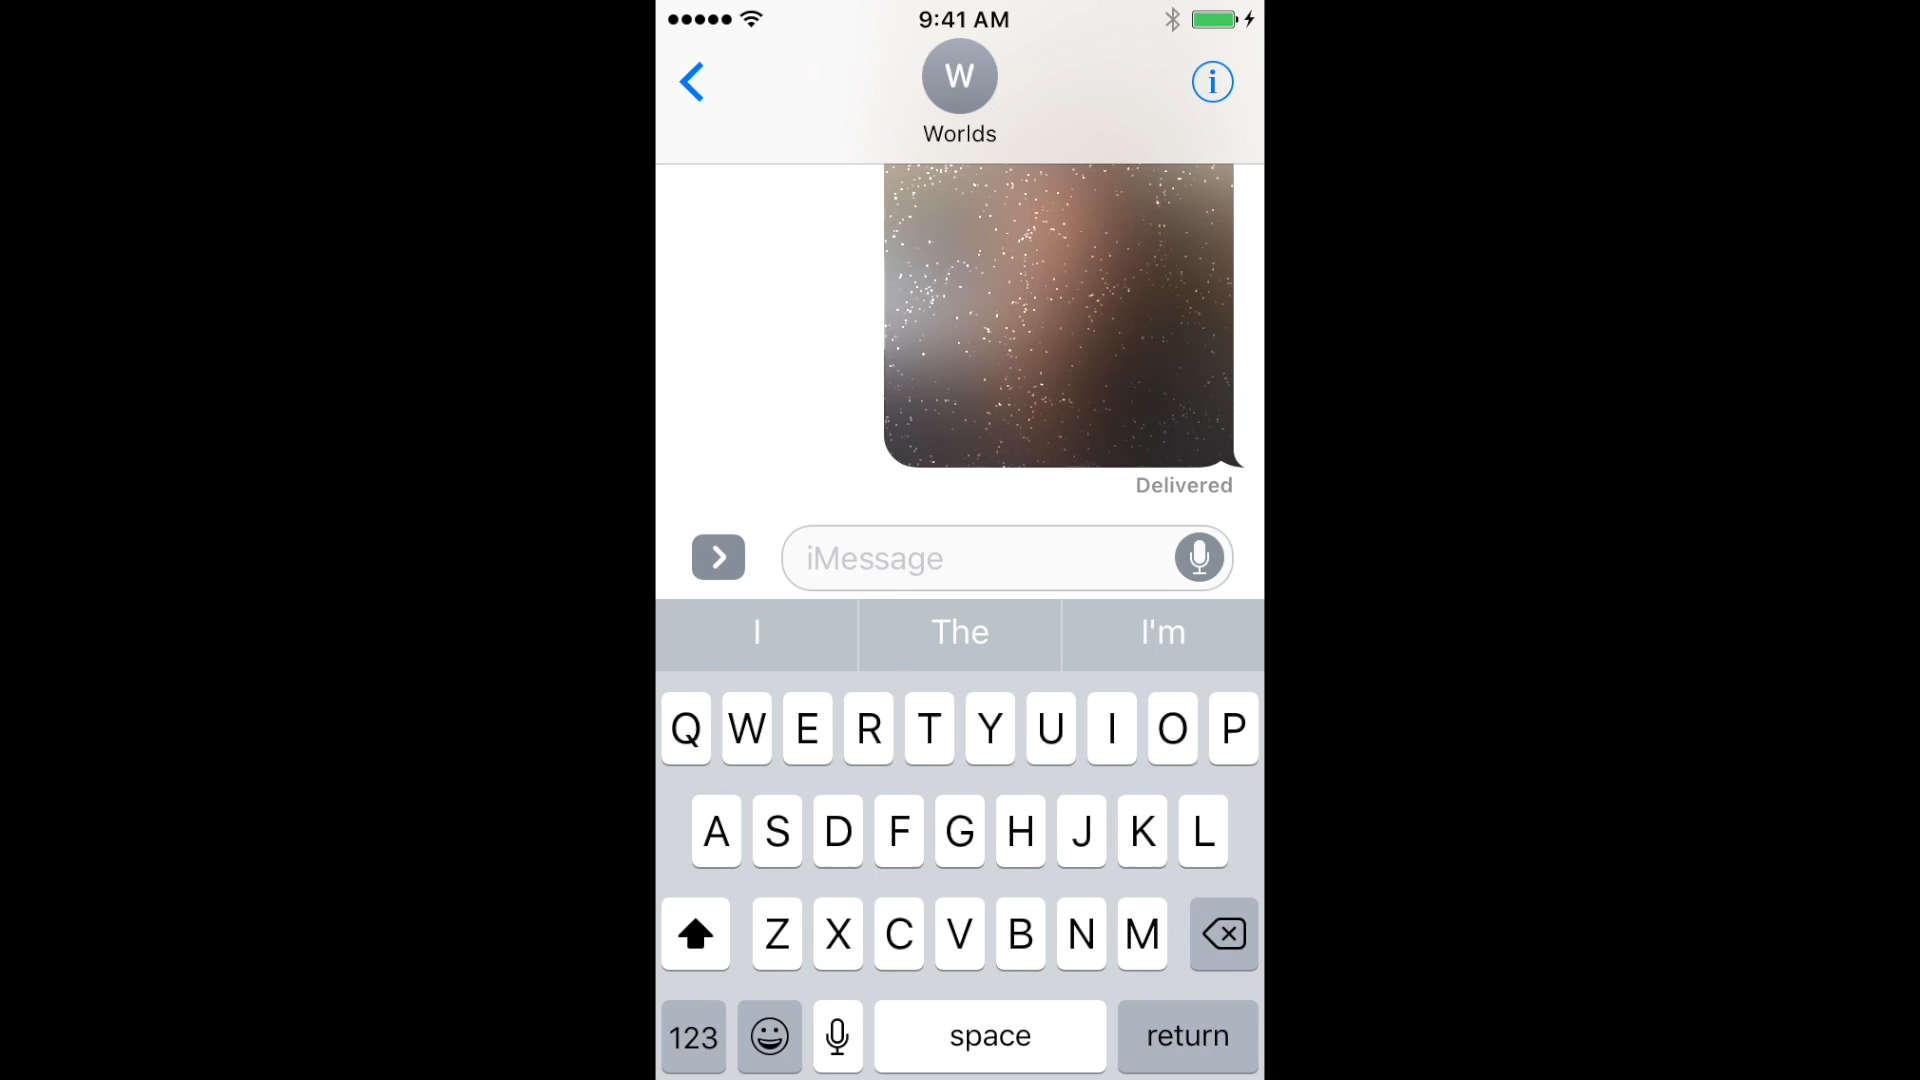 9:41 AM
W
Worlds
Delivered
iMessage
I The I'm
Q W E R T Y U I O P
A S D F G H J K L
Z X C V B N M
123 space return